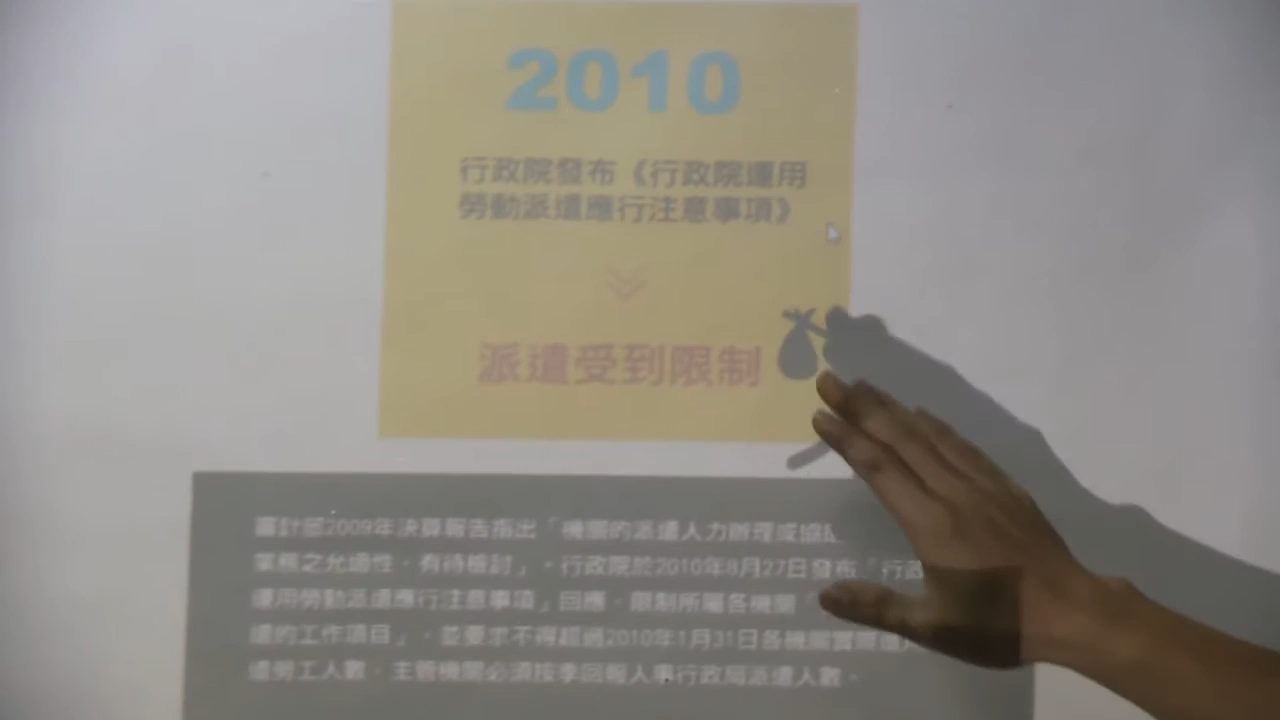 2010
行政院發布《行政院運用
勞動派遣應行注意事項》
派遣受到限制
審計部2009年決算報告指出「機關的派遣人力辦理或協
業務之允適性,有待檢討」。行政院於2010年8月27日發布「行政
運用勞動派遣應行注意事項」回應,限制所屬各機關「
遣的工作項目」,並要求不得超過2010年1月31日各機關實際進
遣勞工人數,主管機關必須按季回報人事行政局派遣人數。